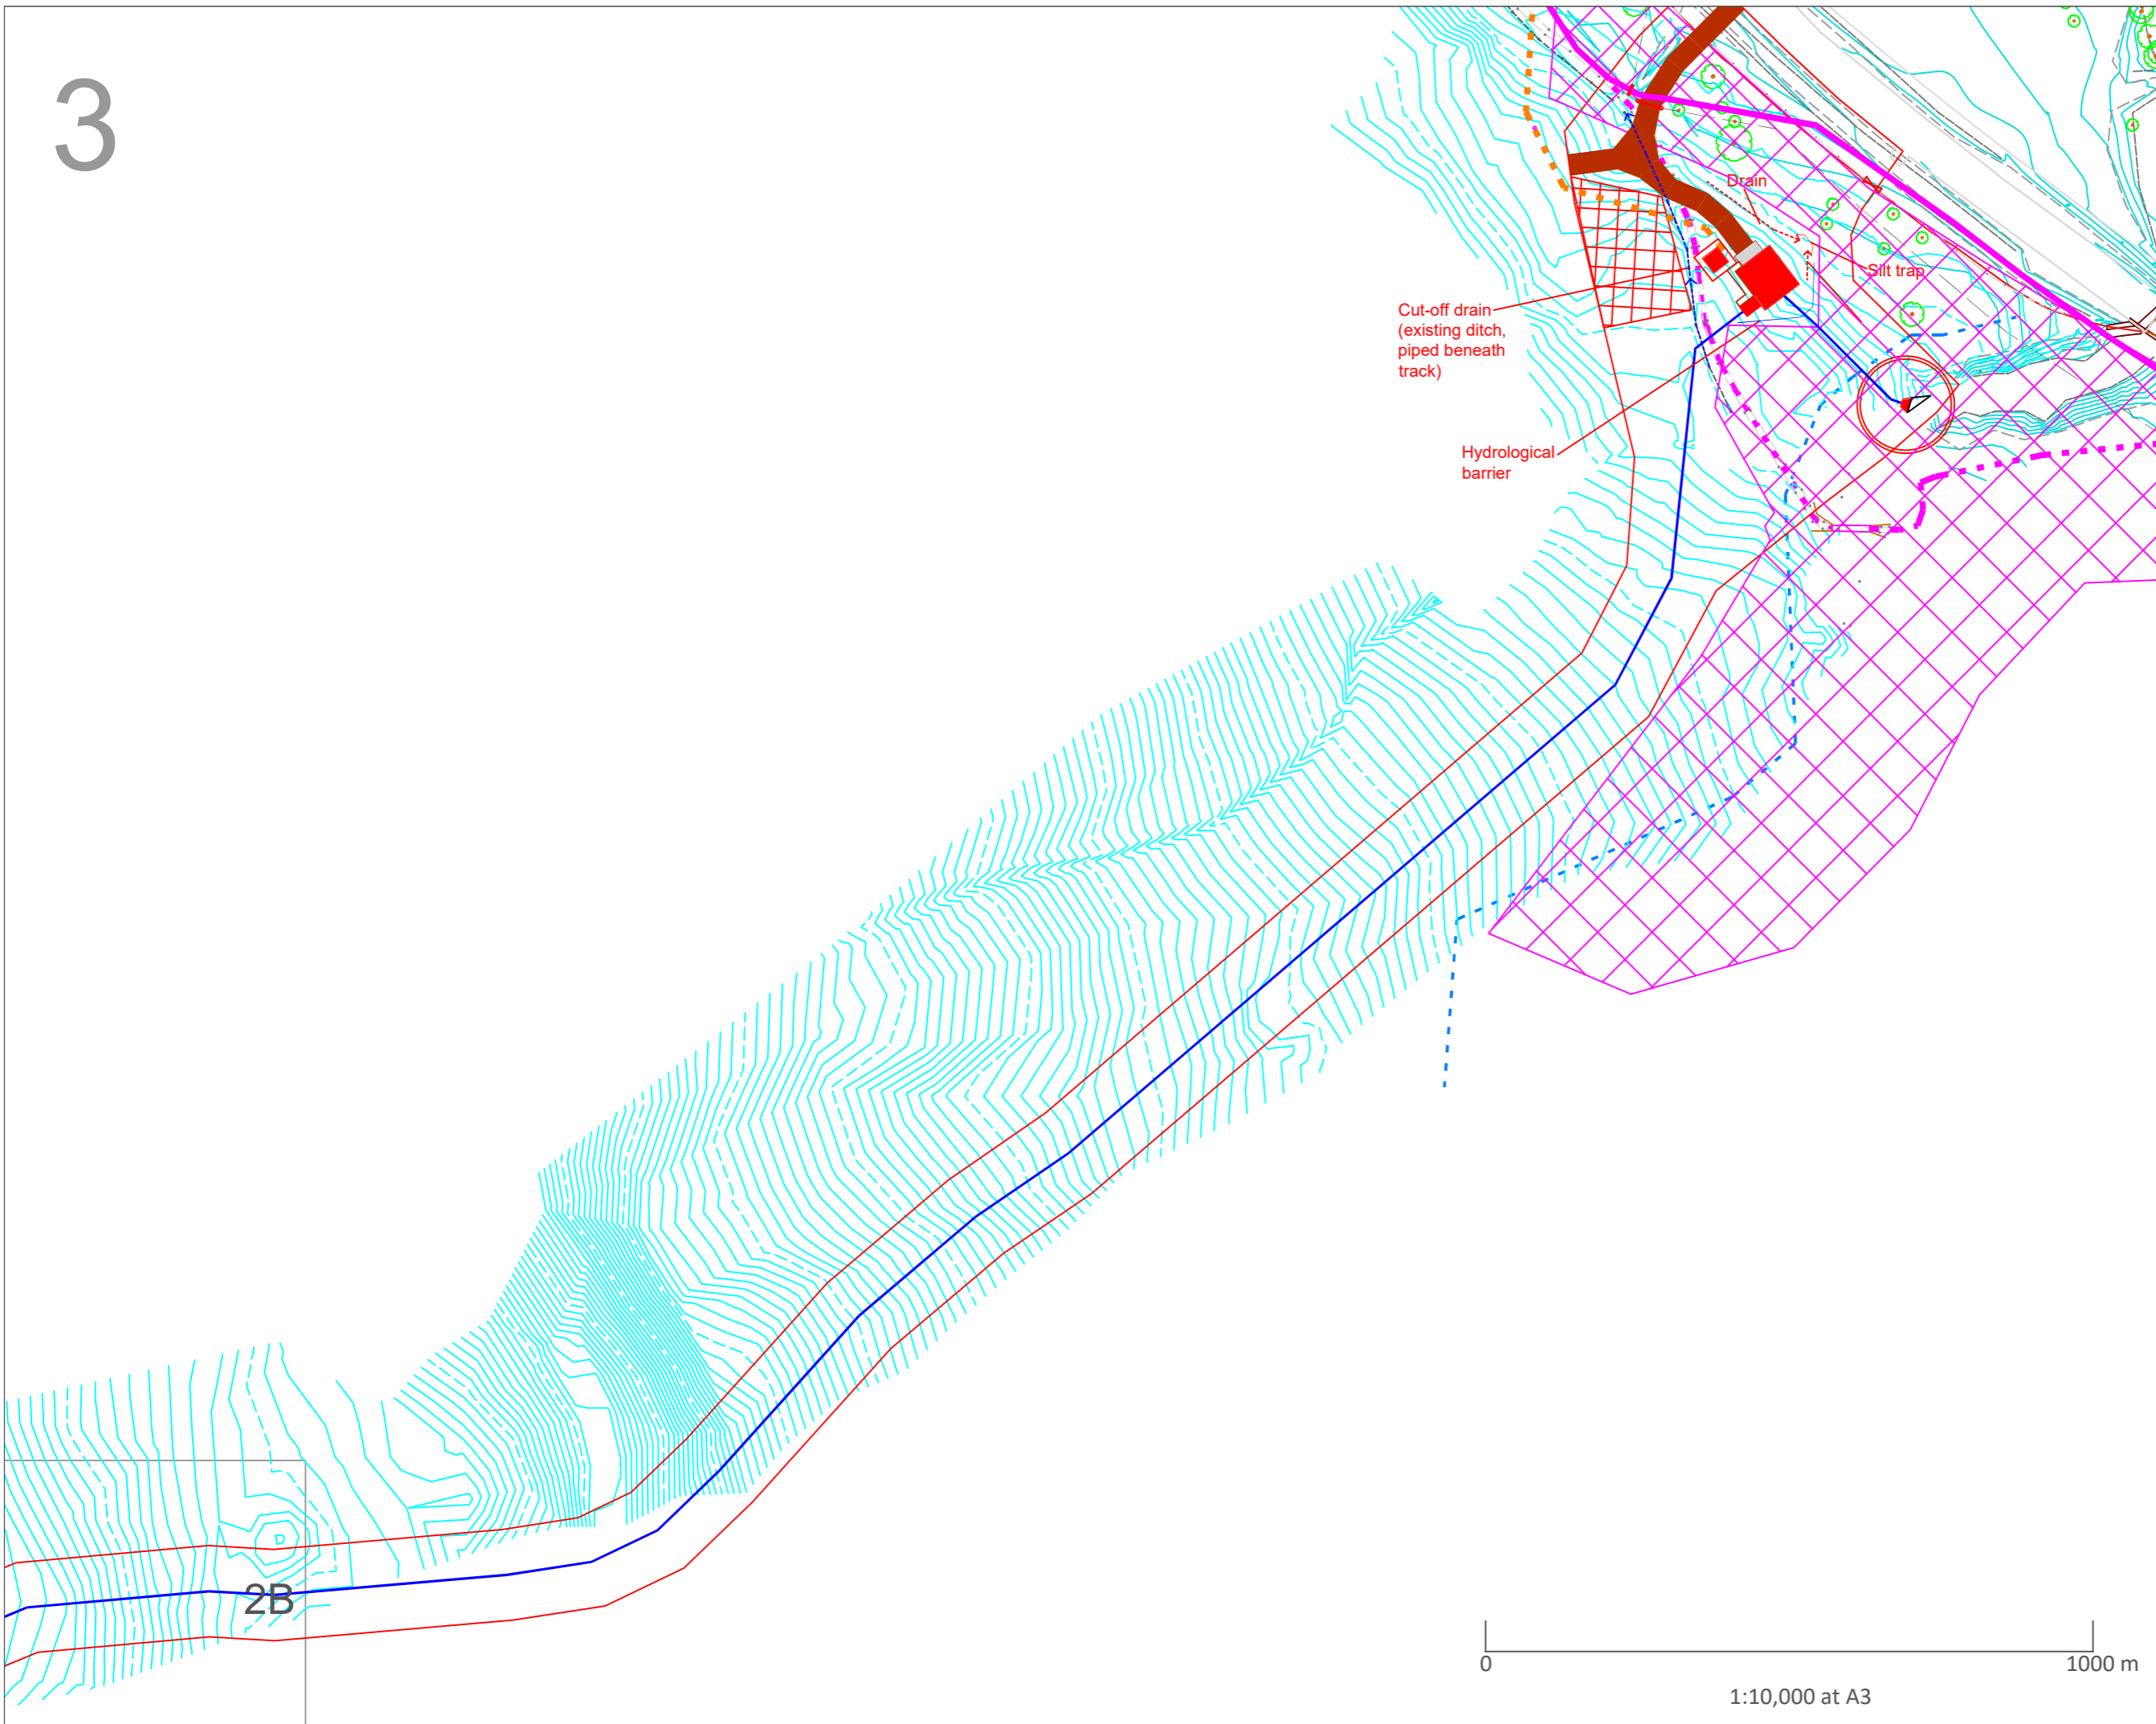 3
Drain
Silt trap
Cut-off drain
(existing ditch,
piped beneath
track)
Hydrological
barrier
2B
0
1000 m
1:10,000 at A3